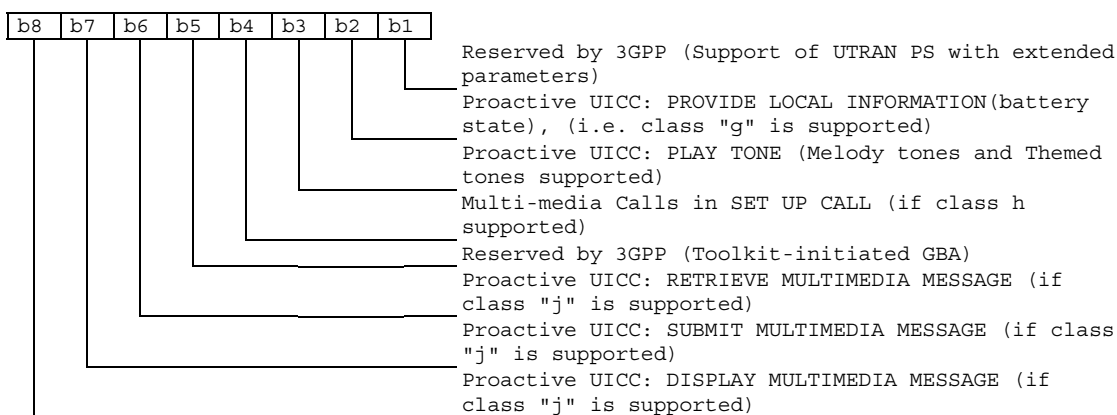 b8 b7 b6 b5 b4 b3 b2 b1
Reserved by 3GPP (Support of UTRAN PS with extended
parameters)
Proactive UICC: PROVIDE LOCAL INFORMATION(battery
state), (i.e. class "g" is supported)
Proactive UICC: PLAY TONE (Melody tones and Themed
tones supported)
Multi-media Calls in SET UP CALL (if class h
supported)
Reserved by 3GPP (Toolkit-initiated GBA)
Proactive UICC: RETRIEVE MULTIMEDIA MESSAGE (if
class "j" is supported)
Proactive UICC: SUBMIT MULTIMEDIA MESSAGE (if class
"j" is supported)
Proactive UICC: DISPLAY MULTIMEDIA MESSAGE (if
class "j" is supported)